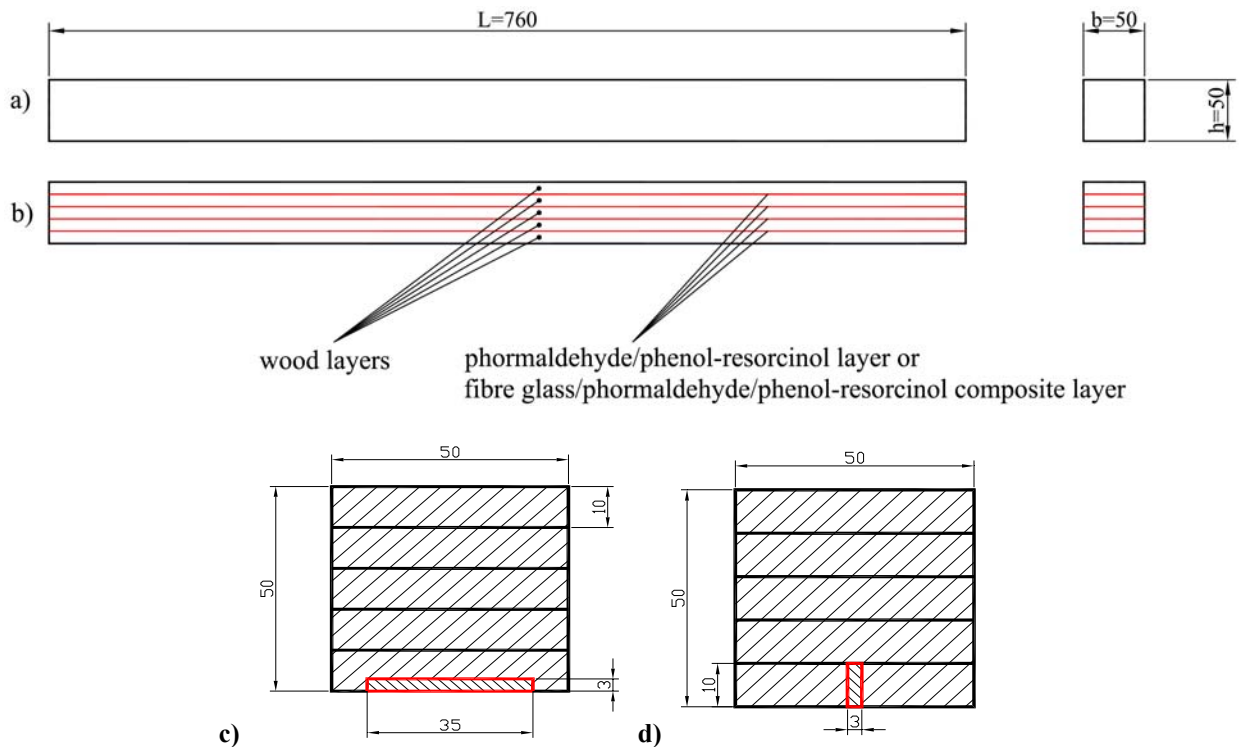 L=760
b=50
a)
h=50
b)
wood layers
phormaldehyde/phenol-resorcinol layer or
fibre glass/phormaldehyde/phenol-resorcinol composite layer
50
10
50
3
35
c)
50
50
10
3
d)